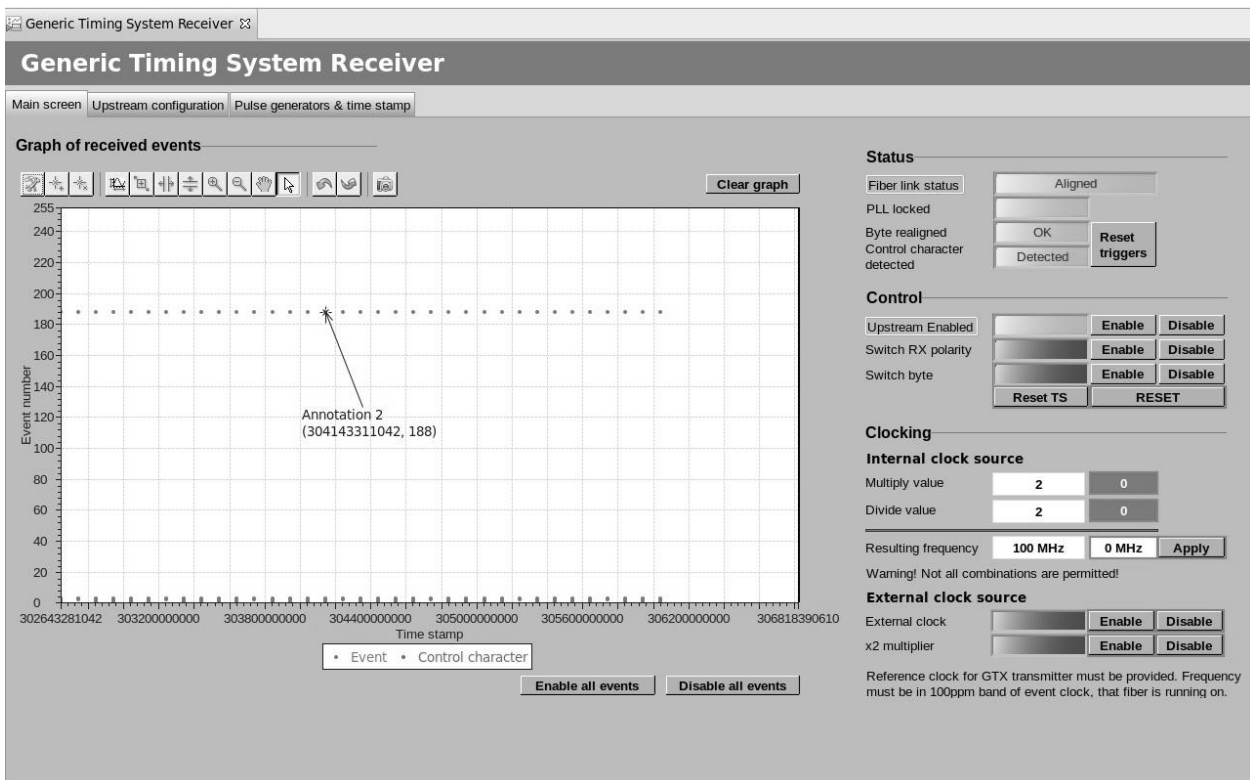 Generic Timing System Receiver
Generic Timing System Receiver
Main screen Upstream configuration Pulse generators & time stamp
Graph of received events
Clear graph
255
240
220
200
180
160
140
120
100
80
60
40
20
0
Event number
Annotation 2
(304143311042, 188)
302643281042 303200000000 303800000000 304400000000 305000000000 305600000000 306200000000 306818390610
Time stamp
Event Control character
Enable all events Disable all events
Status
Fiber link status Aligned
PLL locked
Byte realigned OK
Control character
detected Detected
Reset
triggers
Control
Upstream Enabled Enable Disable
Switch RX polarity Enable Disable
Switch byte Enable Disable
Reset TS RESET
Clocking
Internal clock source
Multiply value 2 0
Divide value 2 0
Resulting frequency 100 MHz 0 MHz Apply
Warning! Not all combinations are permitted!
External clock source
External clock Enable Disable
x2 multiplier Enable Disable
Reference clock for GTX transmitter must be provided. Frequency
must be in 100ppm band of event clock, that fiber is running on.